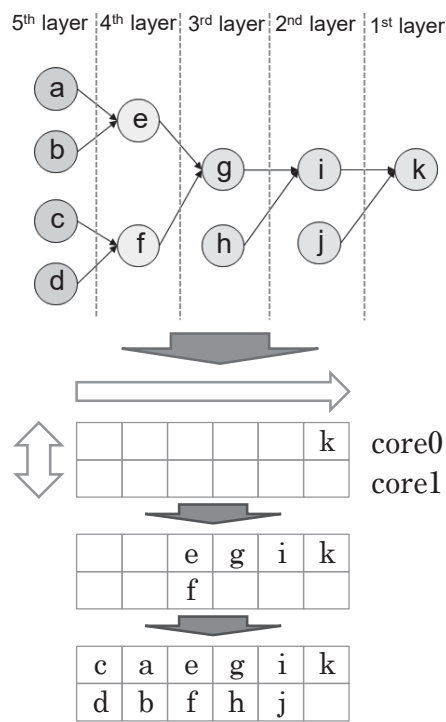 5th layer 4th layer 3rd layer 2nd layer 1st layer
a
e
b
g i k
c
f h j
d
k core0
core1
e g i k
f
c a e g i k
d b f h j